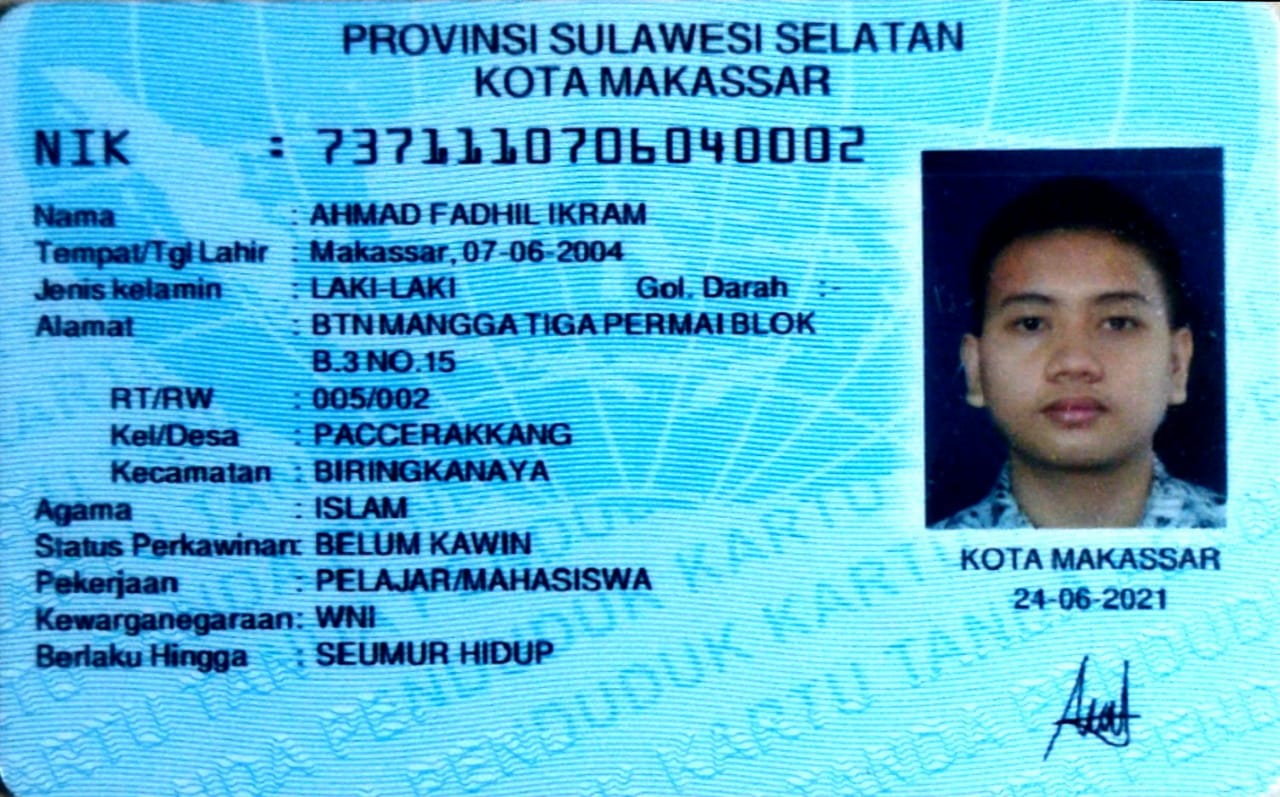 PROVINSI SULAWESI SELATAN
KOTA MAKASSAR
NIK : 7371110706040002
Nama : AHMAD FADHIL IKRAM
Tempat/Tgl Lahir : Makassar, 07-06-2004
Jenis kelamin : LAKI-LAKI Gol. Darah :-
Alamat : BTN MANGGA TIGA PERMAI BLOK
B.3 NO.15
RT/RW : 005/002
Kel/Desa : PACCERAKKANG
Kecamatan : BIRINGKANAYA
Agama : ISLAM
Status Perkawinan: BELUM KAWIN
Pekerjaan : PELAJAR/MAHASISWA
Kewarganegaraan: WNI
Berlaku Hingga : SEUMUR HIDUP
KOTA MAKASSAR
24-06-2021